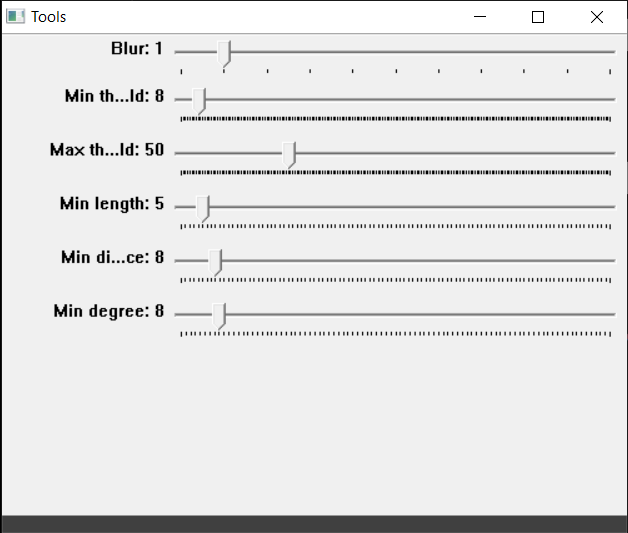 Tools
Blur: 1
Min th...ld: 8
Max th...ld: 50
Min length: 5
Min di...ce: 8
Min degree: 8